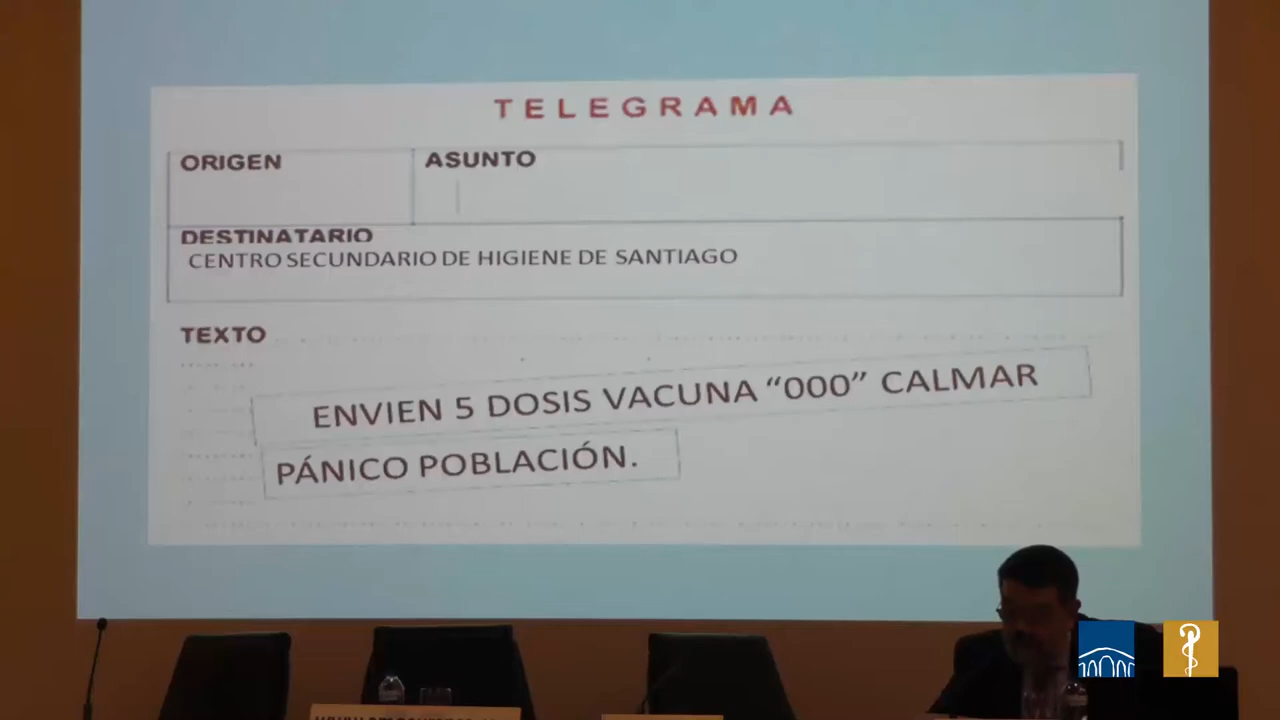 TELEGRAMA
ORIGEN
ASUNTO
DESTINATARIO
CENTRO SECUNDARIO DE HIGIENE DE SANTIAGO
TEXTO
ENVIEN 5 DOSIS VACUNA “000” CALMAR
PÁNICO POBLACIÓN.